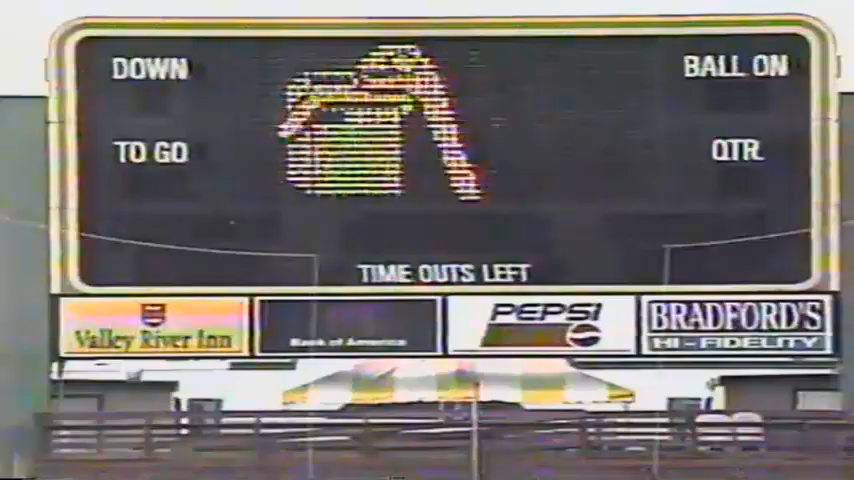 DOWN
BALL ON
TO GO
QTR.
TIME OUTS LEFT
Valley River Inn
Bank of America
PEPSI
BRADFORD'S
HI-FIDELITY